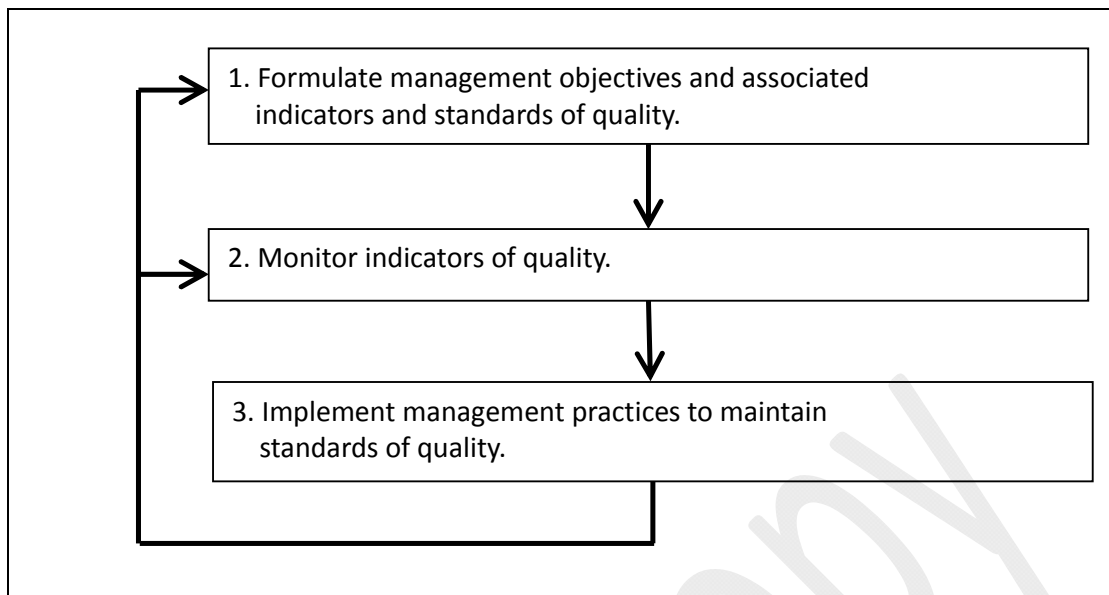 1. Formulate management objectives and associated
indicators and standards of quality.
2. Monitor indicators of quality.
3. Implement management practices to maintain
standards of quality.